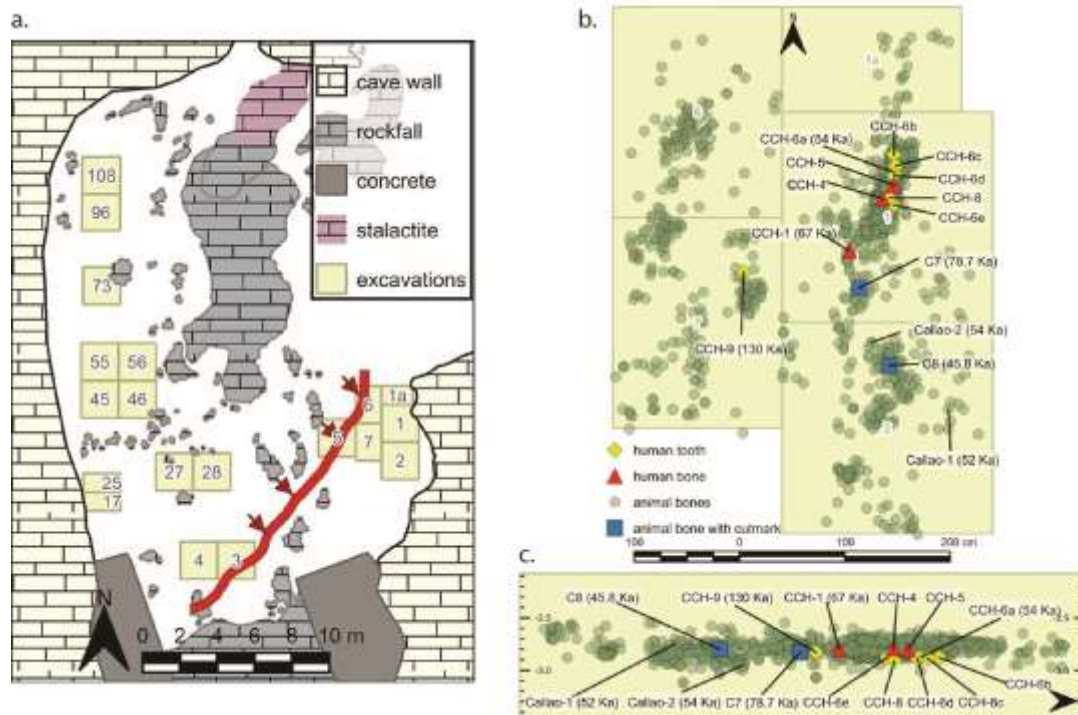 a.
cave wall
rockfall
concrete
stalactite
excavations
108
96
73
55 56
45 46
27 28
25
17
4 3
6 1a
5 7 1
2
N
0 2 4 6 8 10 m
b.
N
1a
6
CCH-6b
CCH-6a (54 Ka)
CCH-6c
CCH-5
CCH-6d
CCH-4
CCH-8
CCH-6e
1
CCH-1 (67 Ka)
C7 (78.7 Ka)
Callao-2 (54 Ka)
CCH-9 (130 Ka)
C8 (45.8 Ka)
2
Callao-1 (52 Ka)
human tooth
human bone
animal bones
animal bone with cutmark
100 0 100 200 cm
c.
C8 (45.8 Ka) CCH-9 (130 Ka) CCH-1 (67 Ka) CCH-4 CCH-5
CCH-6a (54 Ka)
CCH-6b
Callao-1 (52 Ka) Callao-2 (54 Ka) C7 (78.7 Ka) CCH-8 CCH-6d CCH-6c
CCH-6e